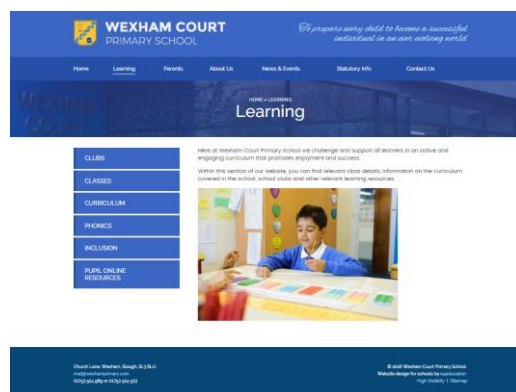 WEXHAM COURT
PRIMARY SCHOOL
To prepare every child to become a successful
individual in an ever evolving world
Home Learning Parents About Us News & Events Statutory Info Contact Us
HOME » LEARNING
Learning
CLUBS
CLASSES
CURRICULUM
PHONICS
INCLUSION
PUPIL ONLINE
RESOURCES
Here at Wexham Court Primary School we challenge and support all learners in an active and
engaging curriculum that promotes enjoyment and success.
Within this section of our website, you can find relevant class details, information on the curriculum
covered in the school, school clubs and other relevant learning resources.
Church Lane, Wexham, Slough, SL3 6LU
© 2018 Wexham Court Primary School
Website design for schools by eyeducation
High Visibility | Sitemap